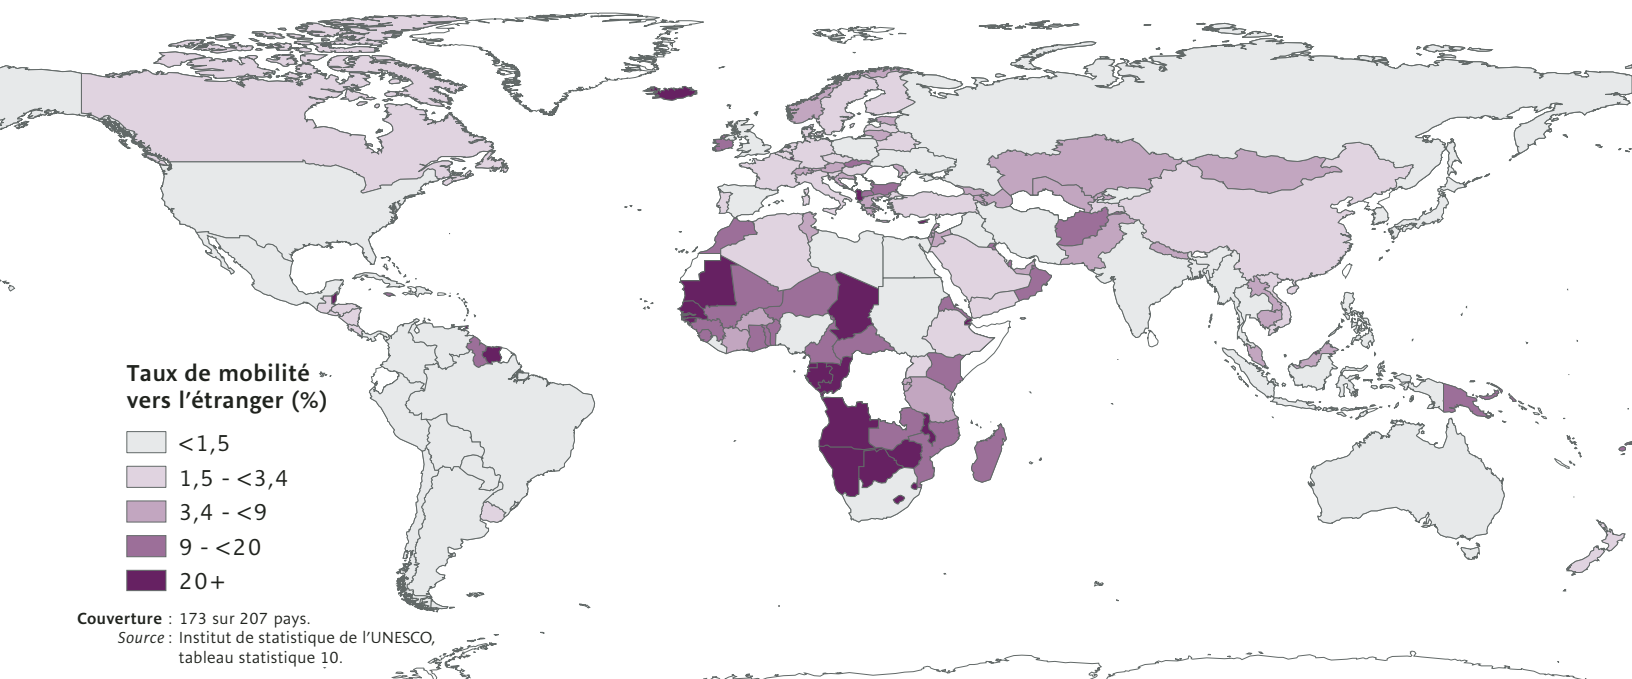 Taux de mobilité
vers l’étranger (%)
<1,5
1,5 - <3,4
3,4 - <9
9 - <20
20+
Couverture : 173 sur 207 pays.
Source : Institut de statistique de l’UNESCO,
tableau statistique 10.